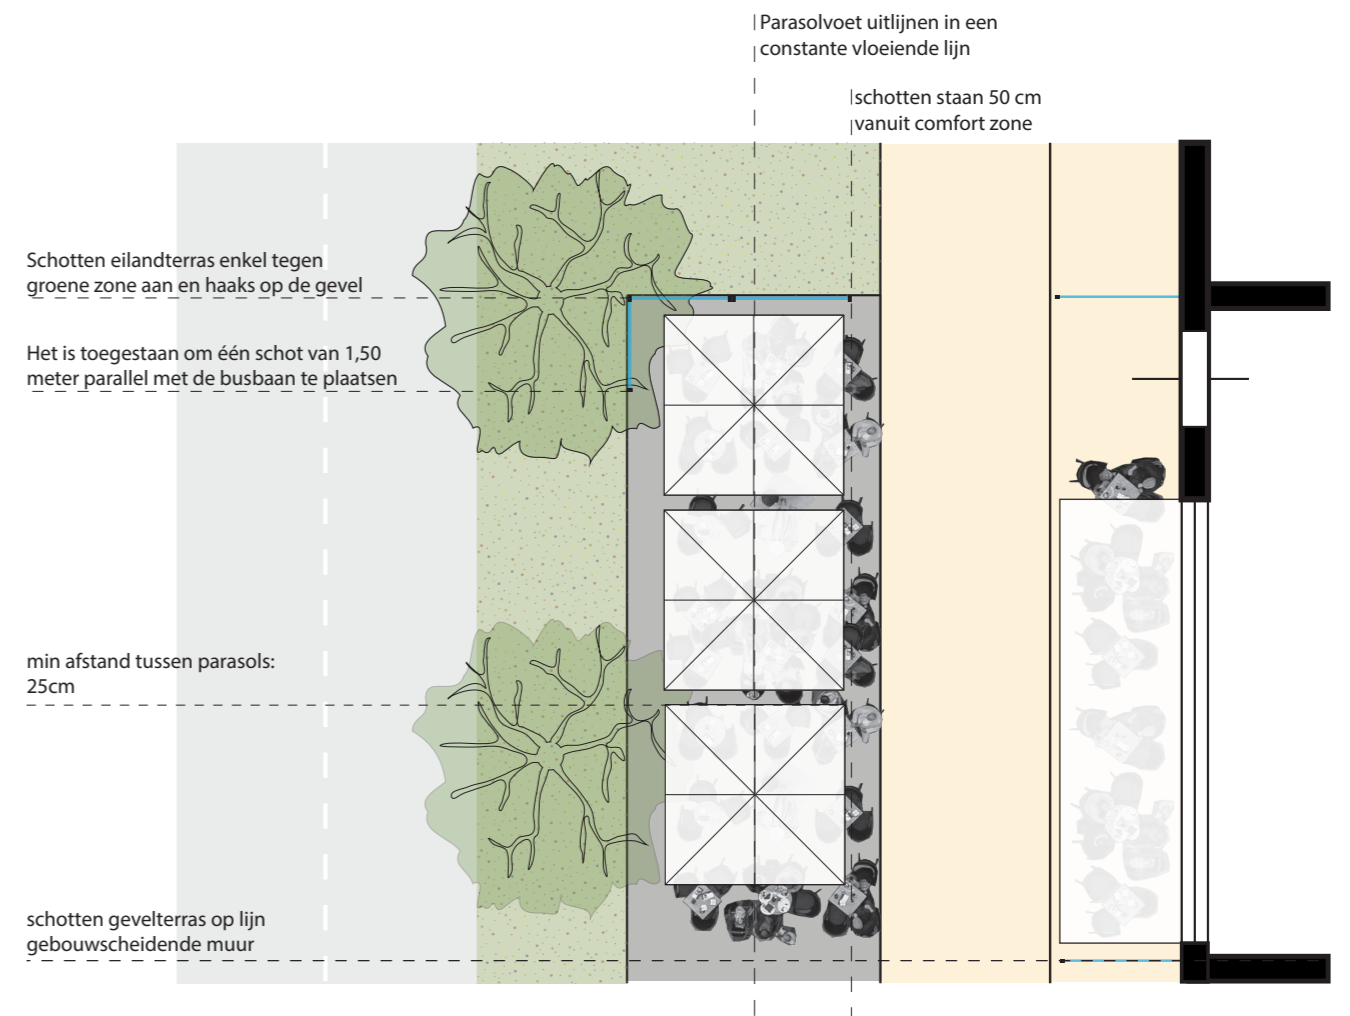 Parasolvoet uitlijnen in een
constante vloeiende lijn
schotten staan 50 cm
vanuit comfort zone
Schotten eilandterras enkel tegen
groene zone aan en haaks op de gevel
Het is toegestaan om één schot van 1,50
meter parallel met de busbaan te plaatsen
min afstand tussen parasols:
25cm
schotten gevelterras op lijn
gebouwscheidende muur